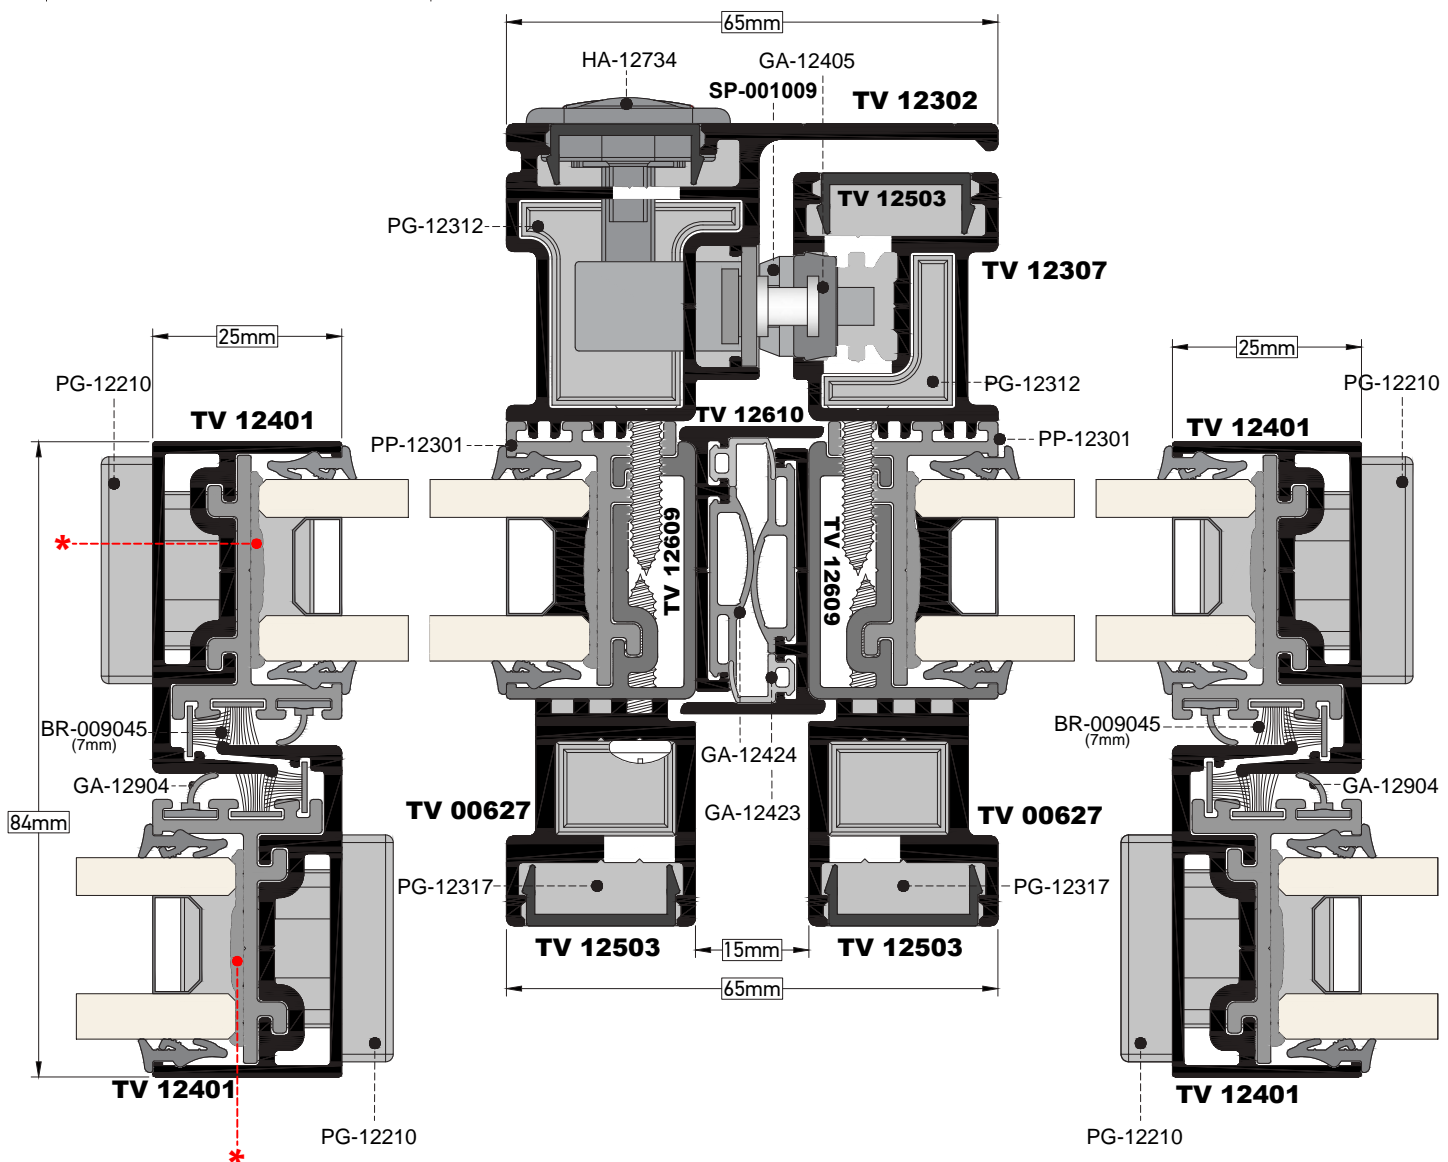 65mm
HA-12734
GA-12405
SP-001009
TV 12302
TV 12503
PG-12312
TV 12307
25mm
25mm
PG-12210
PG-12312
PG-12210
TV 12401
TV 12610
TV 12401
PP-12301
PP-12301
*
TV 12609
TV 12609
BR-009045
(7mm)
BR-009045
(7mm)
GA-12424
GA-12904
GA-12904
TV 00627
GA-12423
TV 00627
84mm
PG-12317
PG-12317
TV 12503
15mm
TV 12503
65mm
TV 12401
TV 12401
PG-12210
PG-12210
*